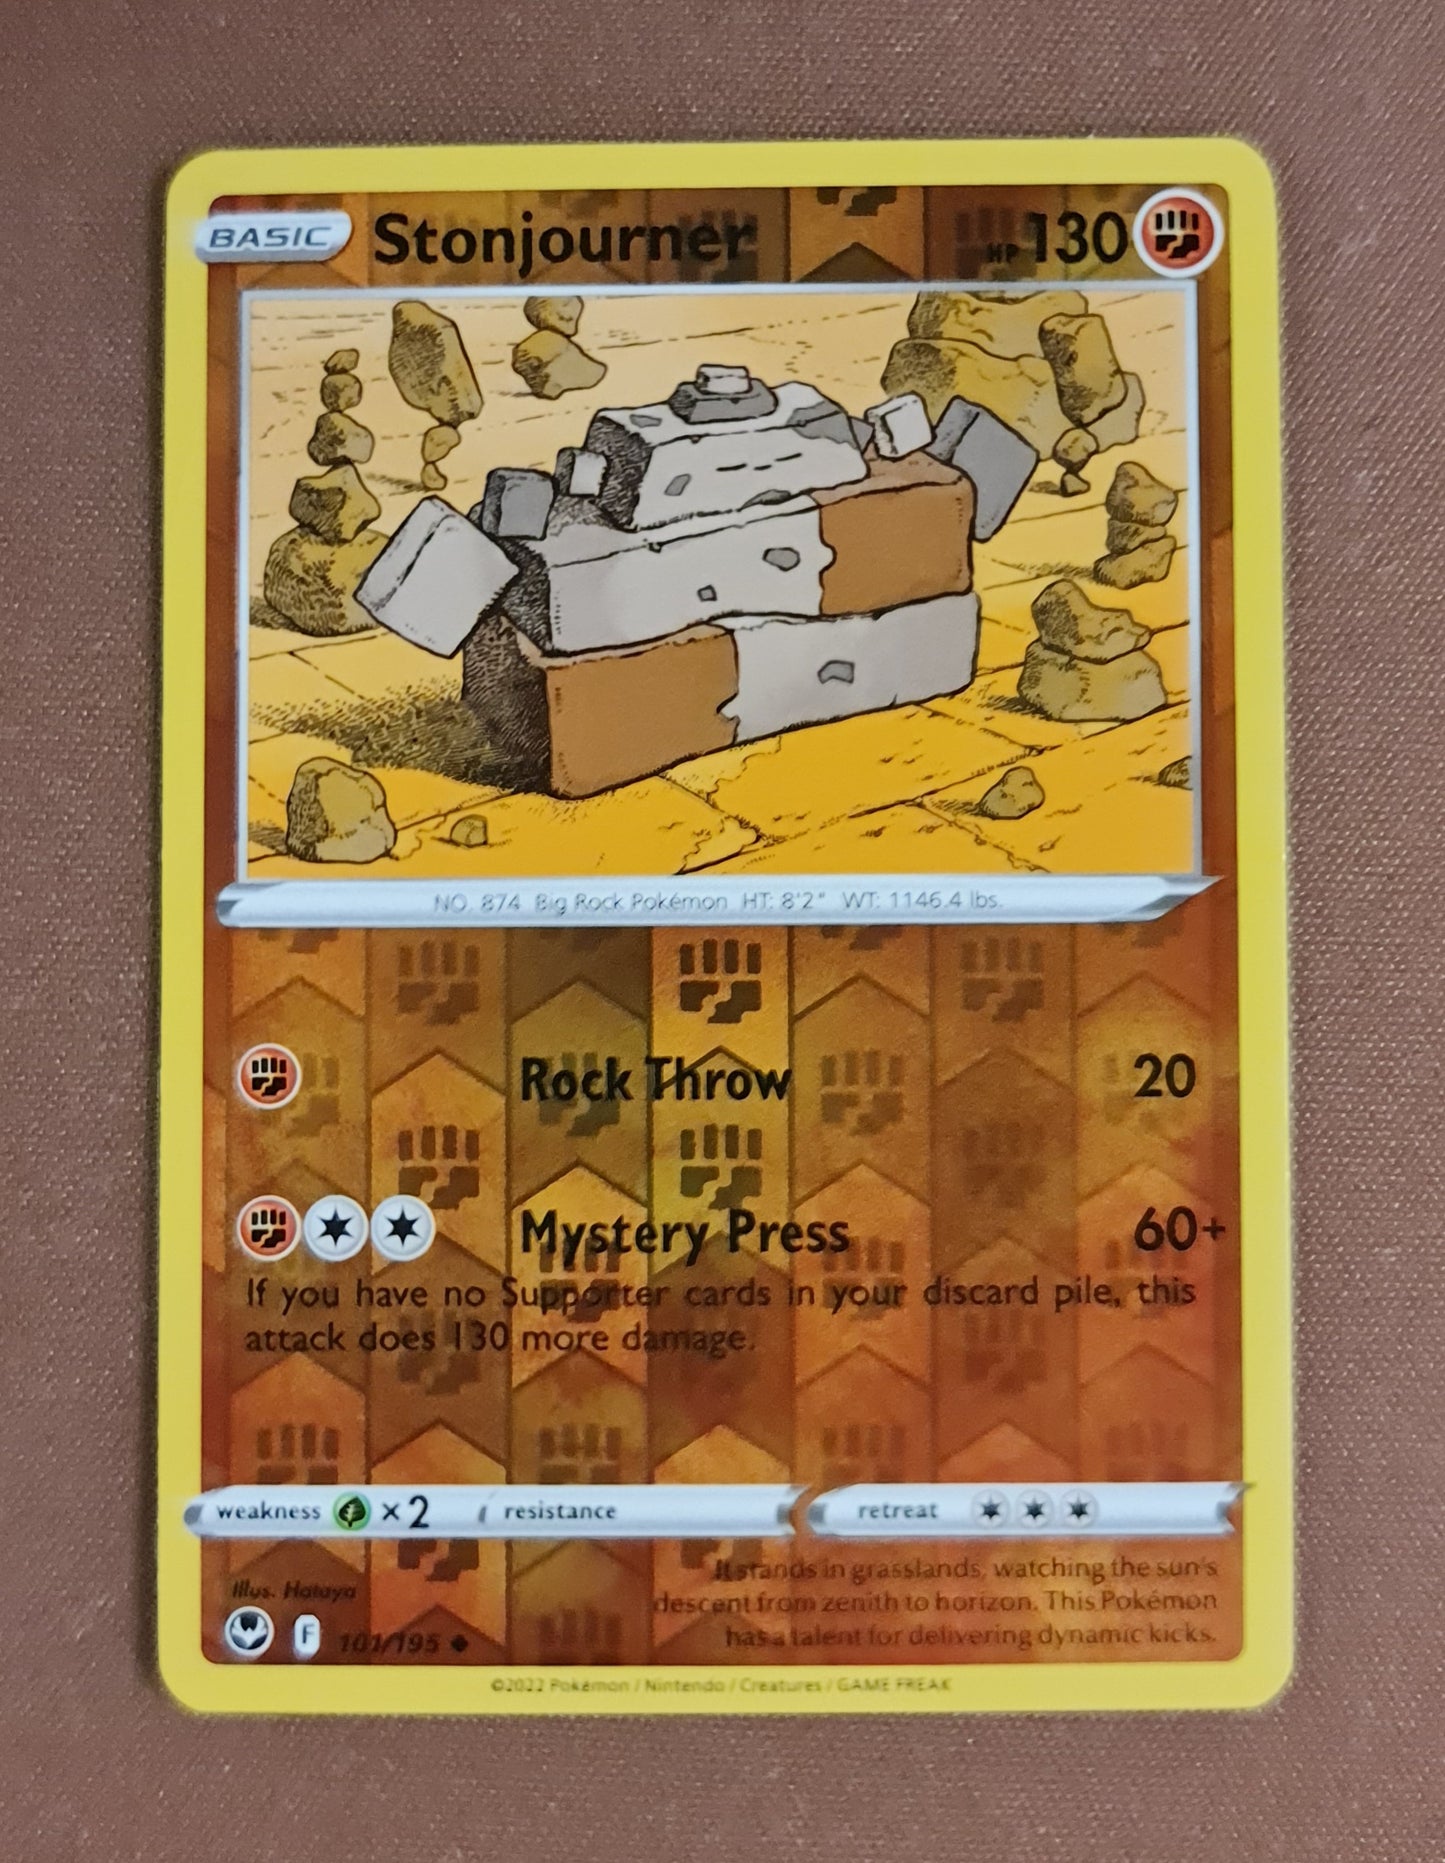 BASIC Stonjourner HP 130
NO. 874 Big Rock Pokémon HT: 8'2" WT: 1146.4 lbs.
Rock Throw 20
Mystery Press 60+
If you have no Supporter cards in your discard pile, this
attack does 130 more damage.
weakness ×2 resistance retreat
It stands in grasslands, watching the sun's
descent from zenith to horizon. This Pokémon
has a talent for delivering dynamic kicks.
Illus. Hataya
F 101/195
©2022 Pokémon / Nintendo / Creatures / GAME FREAK